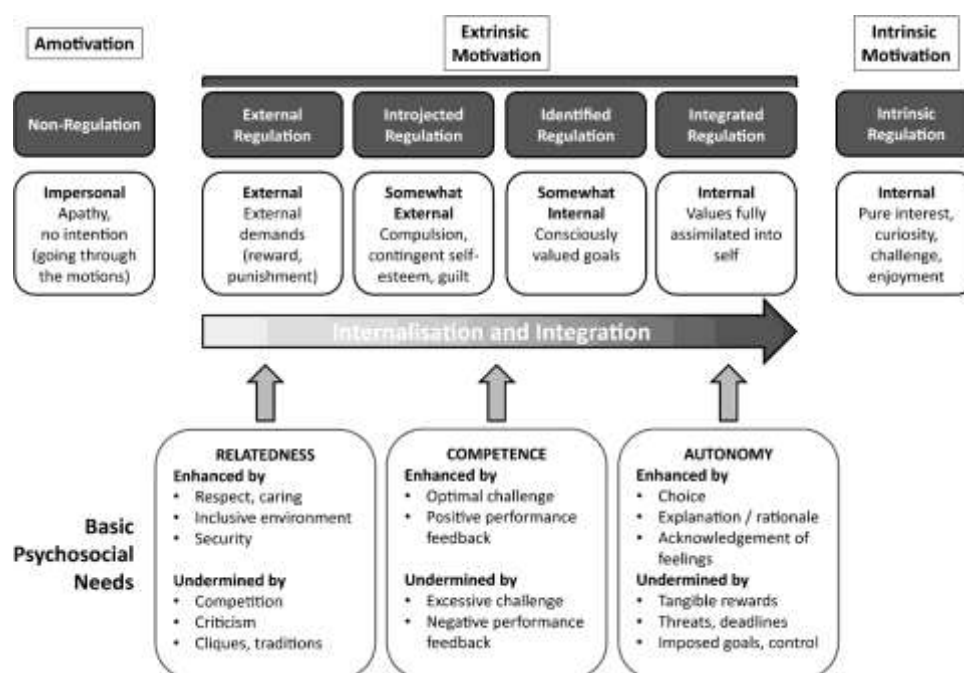 Amotivation
Extrinsic
Motivation
Intrinsic
Motivation
Non-Regulation
External
Regulation
Introjected
Regulation
Identified
Regulation
Integrated
Regulation
Intrinsic
Regulation
Impersonal
Apathy,
no intention
(going through
the motions)
External
External
demands
(reward,
punishment)
Somewhat
External
Compulsion,
contingent self-
esteem, guilt
Somewhat
Internal
Consciously
valued goals
Internal
Values fully
assimilated into
self
Internal
Pure interest,
curiosity,
challenge,
enjoyment
Internalisation and Integration
Basic
Psychosocial
Needs
RELATEDNESS
Enhanced by
• Respect, caring
• Inclusive environment
• Security
Undermined by
• Competition
• Criticism
• Cliques, traditions
COMPETENCE
Enhanced by
• Optimal challenge
• Positive performance
feedback
Undermined by
• Excessive challenge
• Negative performance
feedback
AUTONOMY
Enhanced by
• Choice
• Explanation / rationale
• Acknowledgement of
feelings
Undermined by
• Tangible rewards
• Threats, deadlines
• Imposed goals, control